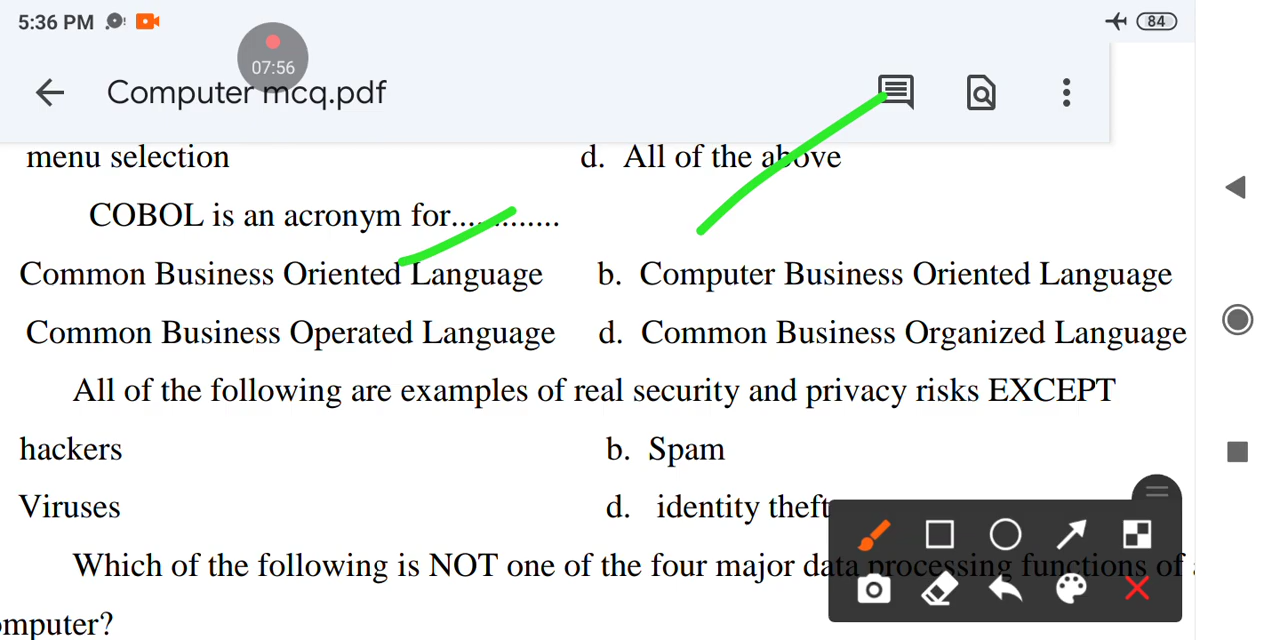 5:36 PM 84
07:56
Computer mcq.pdf
menu selection d. All of the above
COBOL is an acronym for............
Common Business Oriented Language b. Computer Business Oriented Language
Common Business Operated Language d. Common Business Organized Language
All of the following are examples of real security and privacy risks EXCEPT
hackers b. Spam
Viruses d. identity theft
Which of the following is NOT one of the four major data processing functions of
omputer?